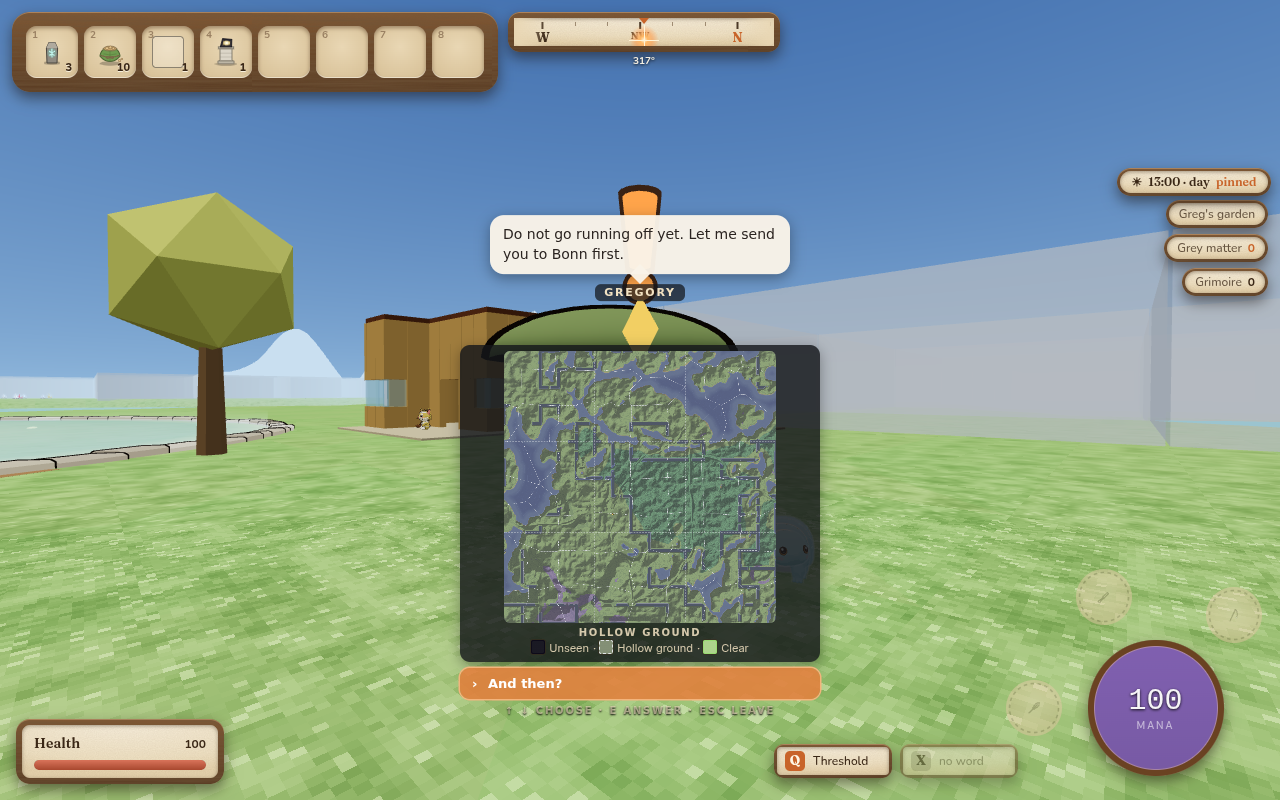 1
3
2
10
3
1
4
1
5
6
7
8
W
NW
N
317°
13:00 · day pinned
Greg's garden
Grey matter 0
Grimoire 0
Do not go running off yet. Let me send
you to Bonn first.
GREGORY
HOLLOW GROUND
Unseen · Hollow ground · Clear
› And then?
↑ ↓ CHOOSE · E ANSWER · ESC LEAVE
Health 100
100
MANA
Q Threshold
X no word